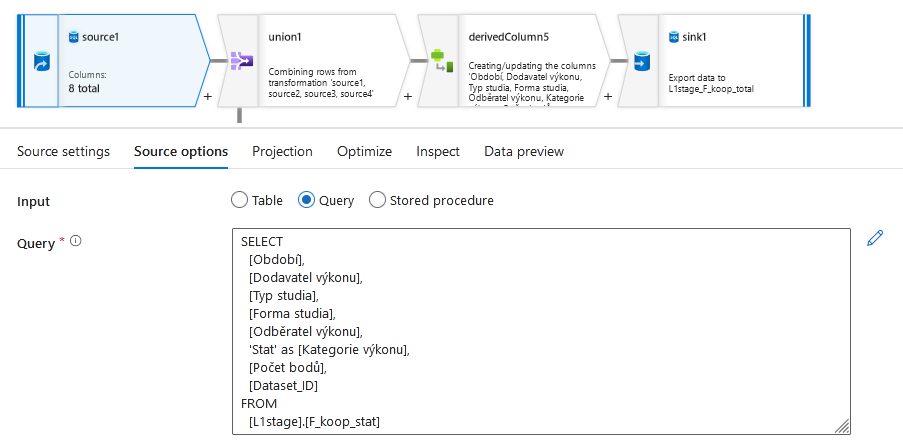 source1
Columns:
8 total
+
union1
Combining rows from
transformation 'source1,
source2, source3, source4'
+
derivedColumn5
Creating/updating the columns
'Období, Dodavatel výkonu,
Typ studia, Forma studia,
Odběratel výkonu, Kategorie
+
sink1
Export data to
L1stage_F_koop_total
Source settings
Source options
Projection
Optimize
Inspect
Data preview
Input
Table
Query
Stored procedure
Query *
SELECT
[Období],
[Dodavatel výkonu],
[Typ studia],
[Forma studia],
[Odběratel výkonu],
'Stat' as [Kategorie výkonu],
[Počet bodů],
[Dataset_ID]
FROM
[L1stage].[F_koop_stat]